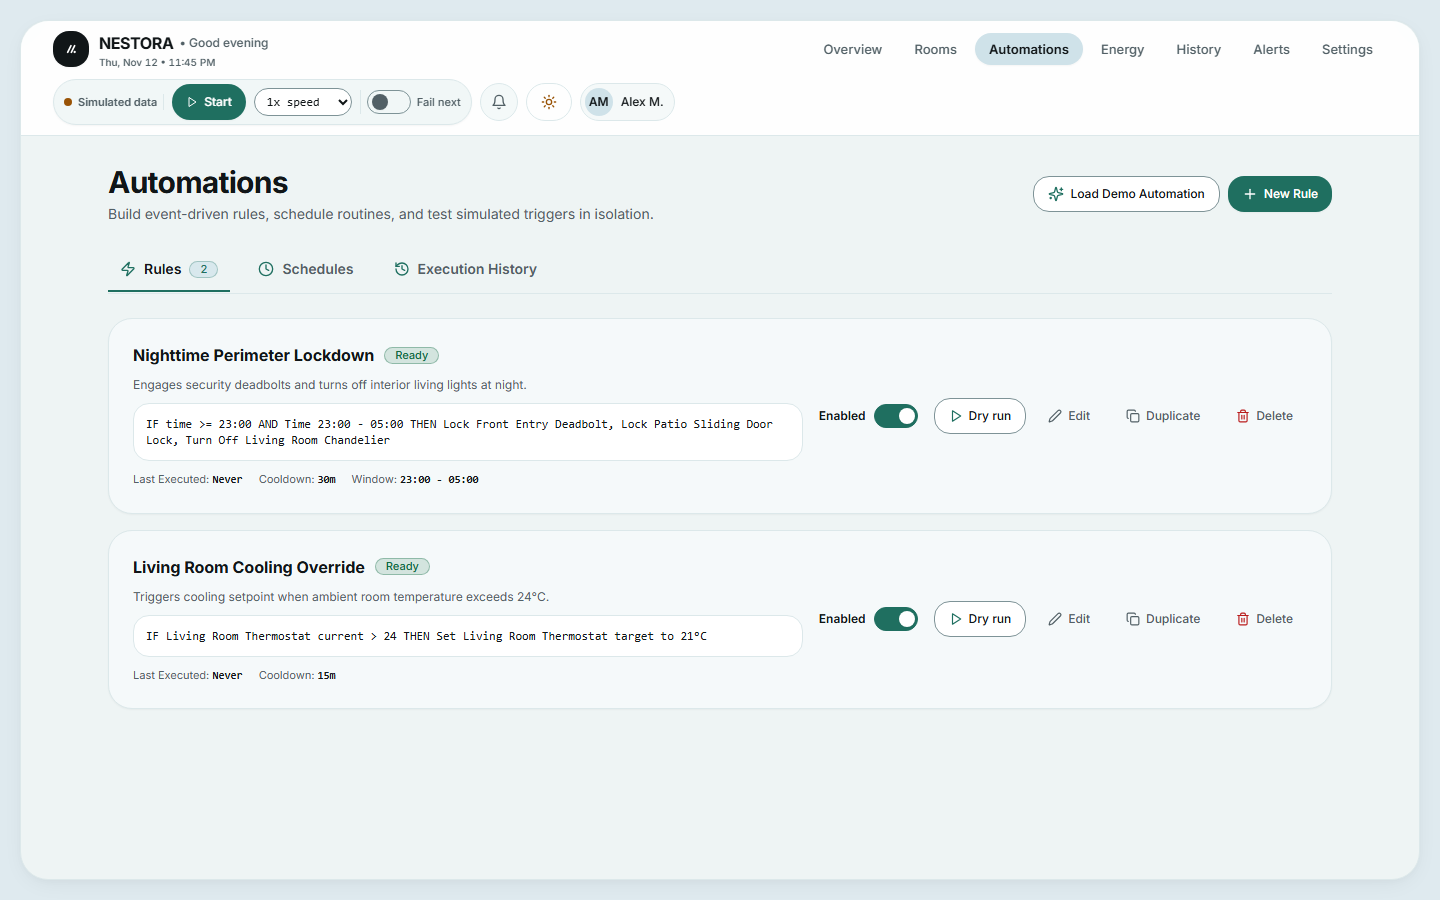 NESTORA • Good evening
Thu, Nov 12 • 11:45 PM
Overview
Rooms
Automations
Energy
History
Alerts
Settings
Simulated data
Start
1x speed
Fail next
AM
Alex M.
Automations
Build event-driven rules, schedule routines, and test simulated triggers in isolation.
Load Demo Automation
New Rule
Rules 2
Schedules
Execution History
Nighttime Perimeter Lockdown Ready
Engages security deadbolts and turns off interior living lights at night.
IF time >= 23:00 AND Time 23:00 - 05:00 THEN Lock Front Entry Deadbolt, Lock Patio Sliding Door
Lock, Turn Off Living Room Chandelier
Last Executed: Never Cooldown: 30m Window: 23:00 - 05:00
Enabled
Dry run
Edit
Duplicate
Delete
Living Room Cooling Override Ready
Triggers cooling setpoint when ambient room temperature exceeds 24°C.
IF Living Room Thermostat current > 24 THEN Set Living Room Thermostat target to 21°C
Last Executed: Never Cooldown: 15m
Enabled
Dry run
Edit
Duplicate
Delete